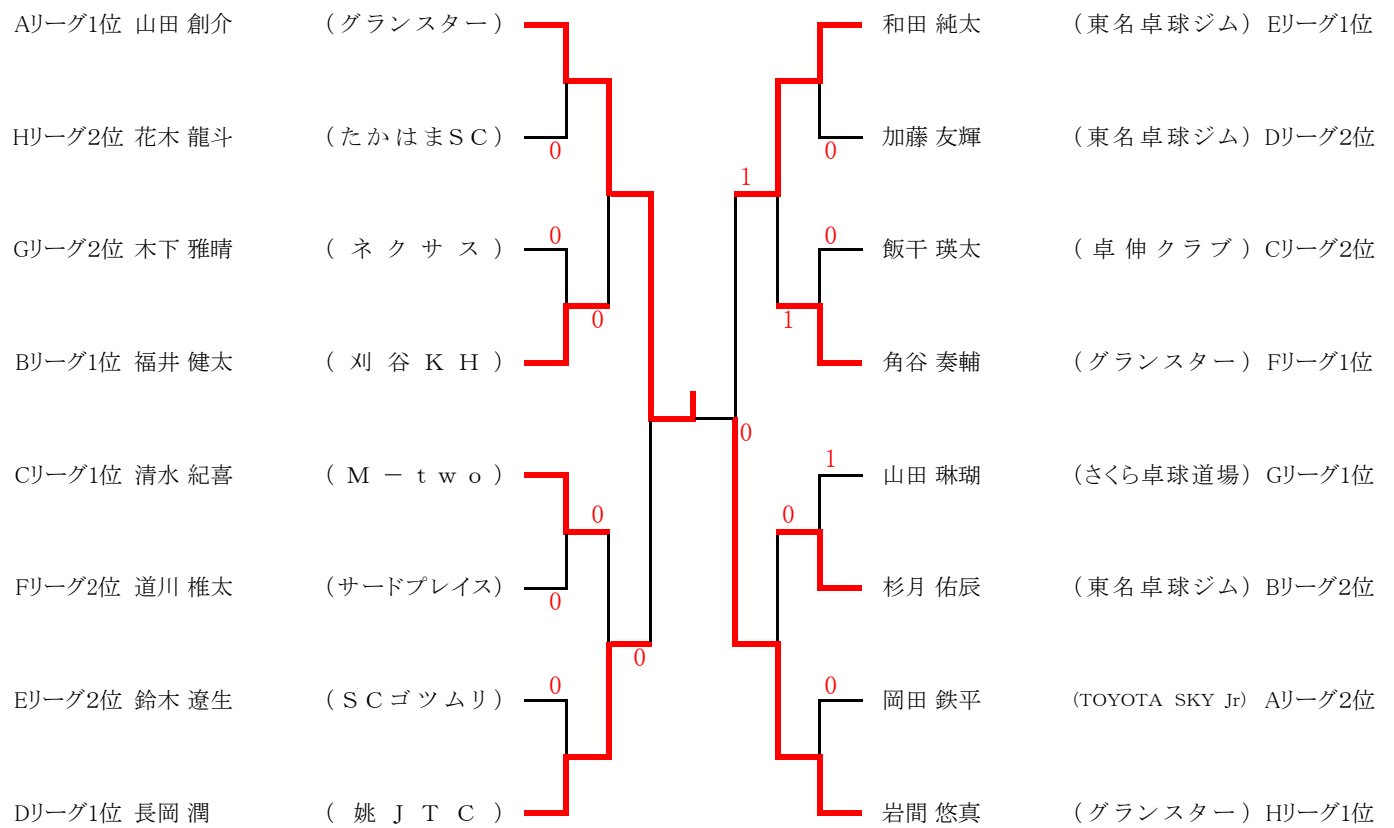 Aリーグ1位 山田 創介 (グランスター) 和田 純太 (東名卓球ジム) Eリーグ1位
Hリーグ2位 花木 龍斗 (たかはまSC) 加藤 友輝 (東名卓球ジム) Dリーグ2位
0 0
1
0 0
Gリーグ2位 木下 雅晴 (ネクサス) 飯干 瑛太 (卓伸クラブ) Cリーグ2位
0 1
Bリーグ1位 福井 健太 (刈谷KH) 角谷 奏輔 (グランスター) Fリーグ1位
0
1
Cリーグ1位 清水 紀喜 (M-two) 山田 琳瑚 (さくら卓球道場) Gリーグ1位
0 0
Fリーグ2位 道川 椎太 (サードプレイス) 杉月 佑辰 (東名卓球ジム) Bリーグ2位
0
0
0 0
Eリーグ2位 鈴木 遼生 (SCゴツムリ) 岡田 鉄平 (TOYOTA SKY Jr) Aリーグ2位
Dリーグ1位 長岡 潤 (姚JTC) 岩間 悠真 (グランスター) Hリーグ1位